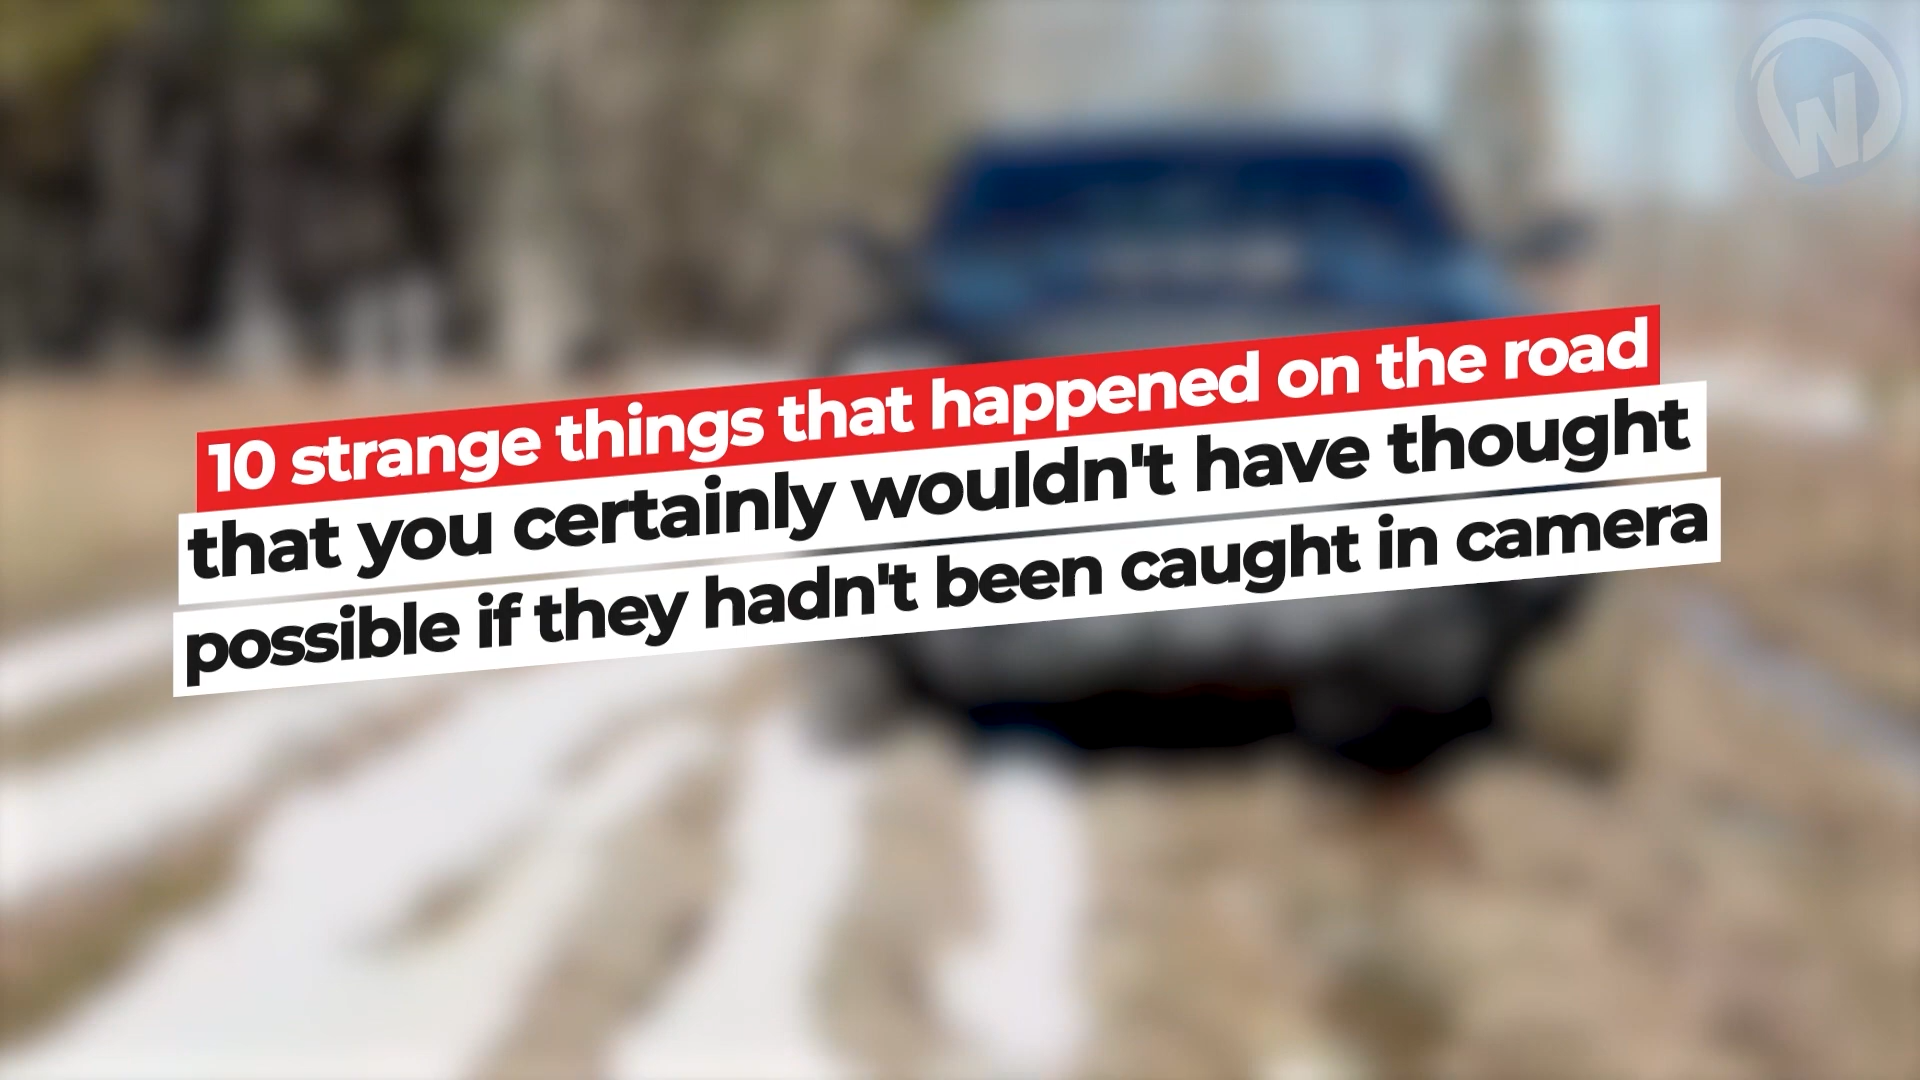 10 strange things that happened on the road
that you certainly wouldn't have thought
possible if they hadn't been caught in camera
W